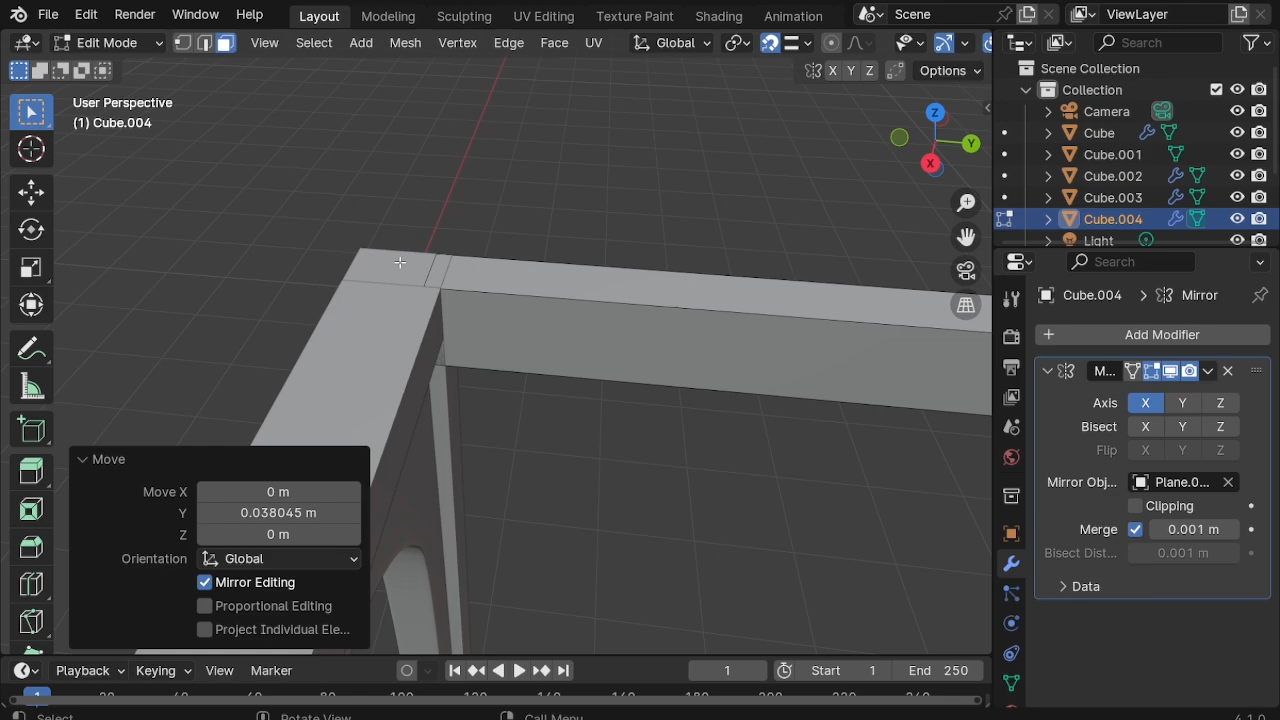 File Edit Render Window Help Layout Modeling Sculpting UV Editing Texture Paint Shading Animation Scene ViewLayer
Edit Mode View Select Add Mesh Vertex Edge Face UV Global Search
X Y Z Options Scene Collection
User Perspective
(1) Cube.004
Collection
Camera
Cube
Cube.001
Cube.002
Cube.003
Cube.004
Light
Z
Y
X
Search
Cube.004 Mirror
Add Modifier
M...
Axis X Y Z
Bisect X Y Z
Flip X Y Z
Mirror Obj... Plane.0...
Clipping
Merge 0.001 m
Bisect Dist... 0.001 m
Data
Move
Move X 0 m
Y 0.038045 m
Z 0 m
Orientation Global
Mirror Editing
Proportional Editing
Project Individual Ele...
Playback Keying View Marker 1 Start 1 End 250
1
Select Rotate View Call Menu 4.1.0